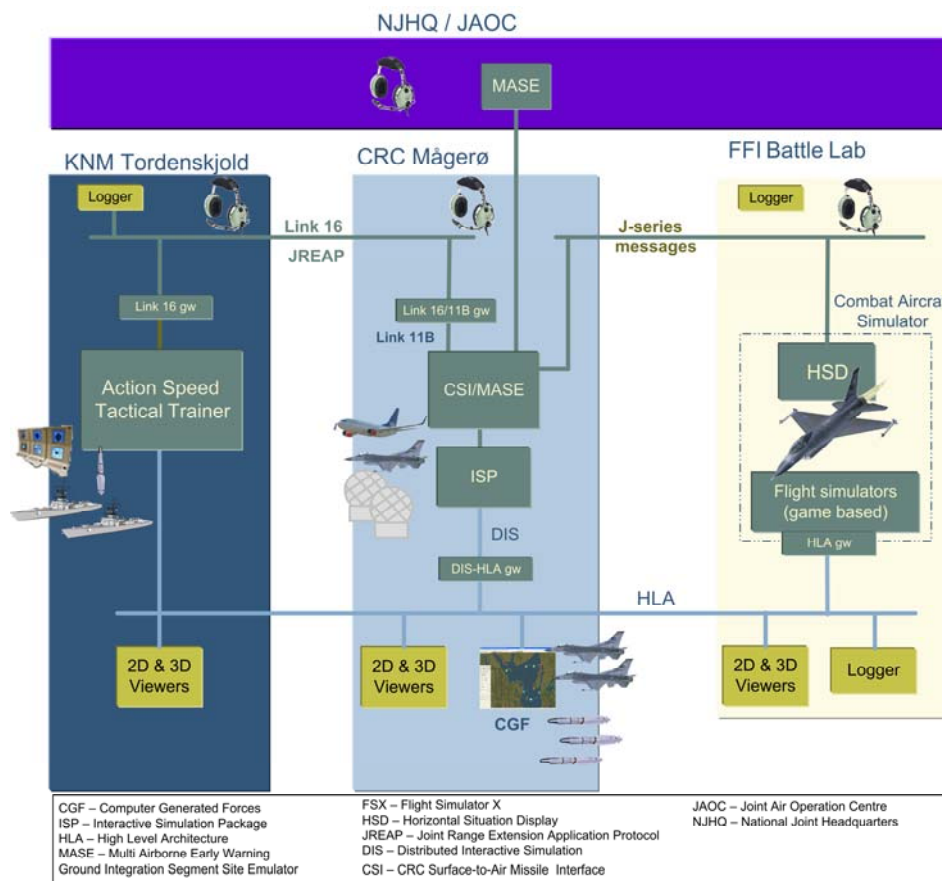 NJHQ / JAOC
MASE
KNM Tordenskjold
CRC Mågerø
FFI Battle Lab
Logger
Logger
Link 16
JREAP
J-series
messages
Link 16 gw
Link 16/11B gw
Link 11B
Combat Aircra
Simulator
Action Speed
Tactical Trainer
CSI/MASE
HSD
ISP
Flight simulators
(game based)
DIS
HLA gw
DIS-HLA gw
HLA
2D & 3D
Viewers
2D & 3D
Viewers
CGF
2D & 3D
Viewers
Logger
CGF – Computer Generated Forces
ISP – Interactive Simulation Package
HLA – High Level Architecture
MASE – Multi Airborne Early Warning
Ground Integration Segment Site Emulator
FSX – Flight Simulator X
HSD – Horizontal Situation Display
JREAP – Joint Range Extension Application Protocol
DIS – Distributed Interactive Simulation
CSI – CRC Surface-to-Air Missile Interface
JAOC – Joint Air Operation Centre
NJHQ – National Joint Headquarters